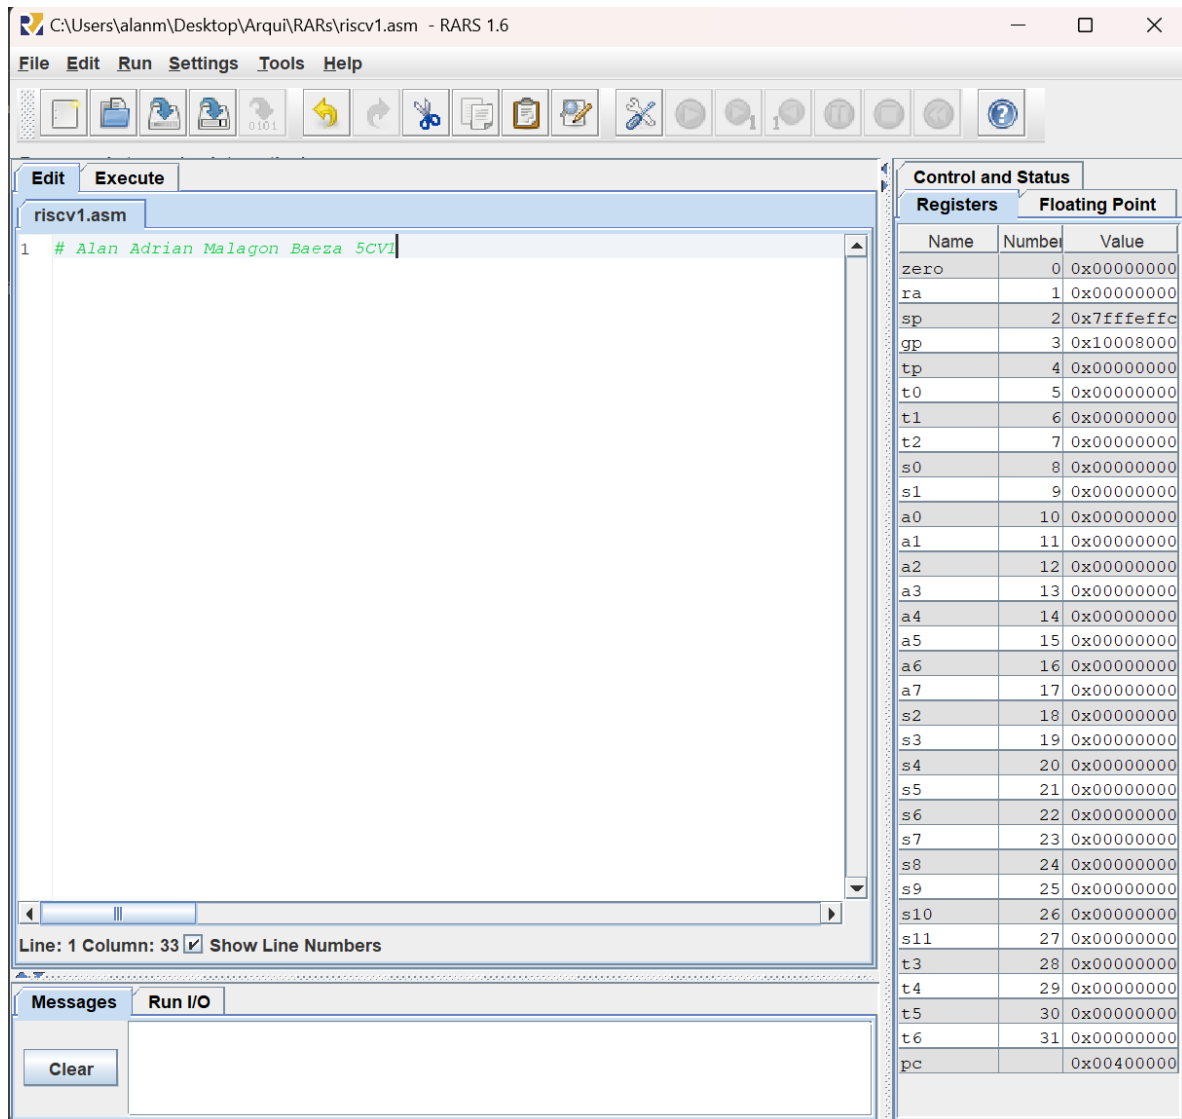 C:\Users\alanm\Desktop\Arqui\RARs\riscv1.asm - RARS 1.6
File Edit Run Settings Tools Help
0101
1
1
Edit Execute
riscv1.asm
1 # Alan Adrian Malagon Baeza 5CV1
Line: 1 Column: 33 Show Line Numbers
Messages Run I/O
Clear
Control and Status
Registers Floating Point
Name Number Value
zero 0 0x00000000
ra 1 0x00000000
sp 2 0x7fffeffc
gp 3 0x10008000
tp 4 0x00000000
t0 5 0x00000000
t1 6 0x00000000
t2 7 0x00000000
s0 8 0x00000000
s1 9 0x00000000
a0 10 0x00000000
a1 11 0x00000000
a2 12 0x00000000
a3 13 0x00000000
a4 14 0x00000000
a5 15 0x00000000
a6 16 0x00000000
a7 17 0x00000000
s2 18 0x00000000
s3 19 0x00000000
s4 20 0x00000000
s5 21 0x00000000
s6 22 0x00000000
s7 23 0x00000000
s8 24 0x00000000
s9 25 0x00000000
s10 26 0x00000000
s11 27 0x00000000
t3 28 0x00000000
t4 29 0x00000000
t5 30 0x00000000
t6 31 0x00000000
pc 0x00400000